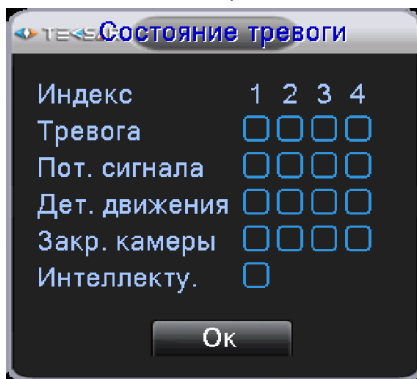 Состояние тревоги
Индекс 1 2 3 4
Тревога
Пот. сигнала
Дет. движения
Закр. камеры
Интеллекту.
Ок